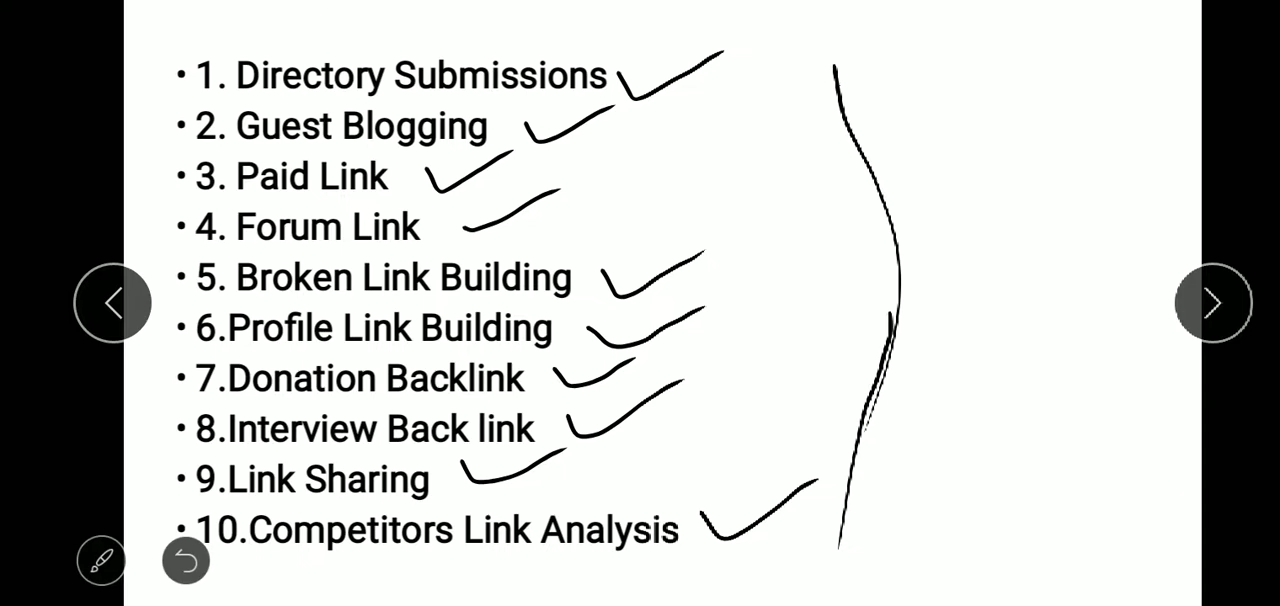 • 1. Directory Submissions
• 2. Guest Blogging
• 3. Paid Link
• 4. Forum Link
• 5. Broken Link Building
• 6.Profile Link Building
• 7.Donation Backlink
• 8.Interview Back link
• 9.Link Sharing
• 10.Competitors Link Analysis